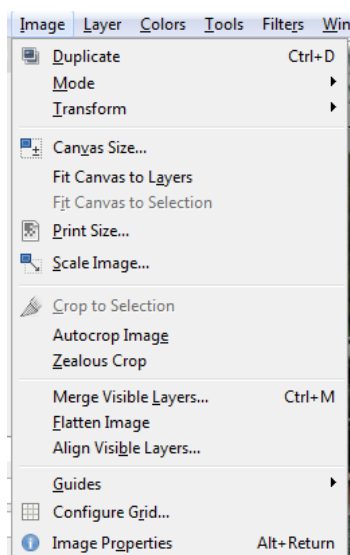 Image Layer Colors Tools Filters Win
Duplicate Ctrl+D
Mode
Transform
Canvas Size...
Fit Canvas to Layers
Fit Canvas to Selection
Print Size...
Scale Image...
Crop to Selection
Autocrop Image
Zealous Crop
Merge Visible Layers... Ctrl+M
Flatten Image
Align Visible Layers...
Guides
Configure Grid...
Image Properties Alt+Return